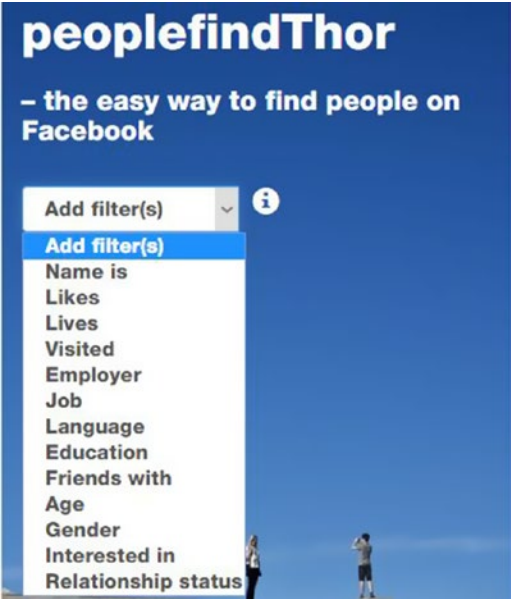 peoplefindThor
– the easy way to find people on
Facebook
Add filter(s)
Add filter(s)
Name is
Likes
Lives
Visited
Employer
Job
Language
Education
Friends with
Age
Gender
Interested in
Relationship status